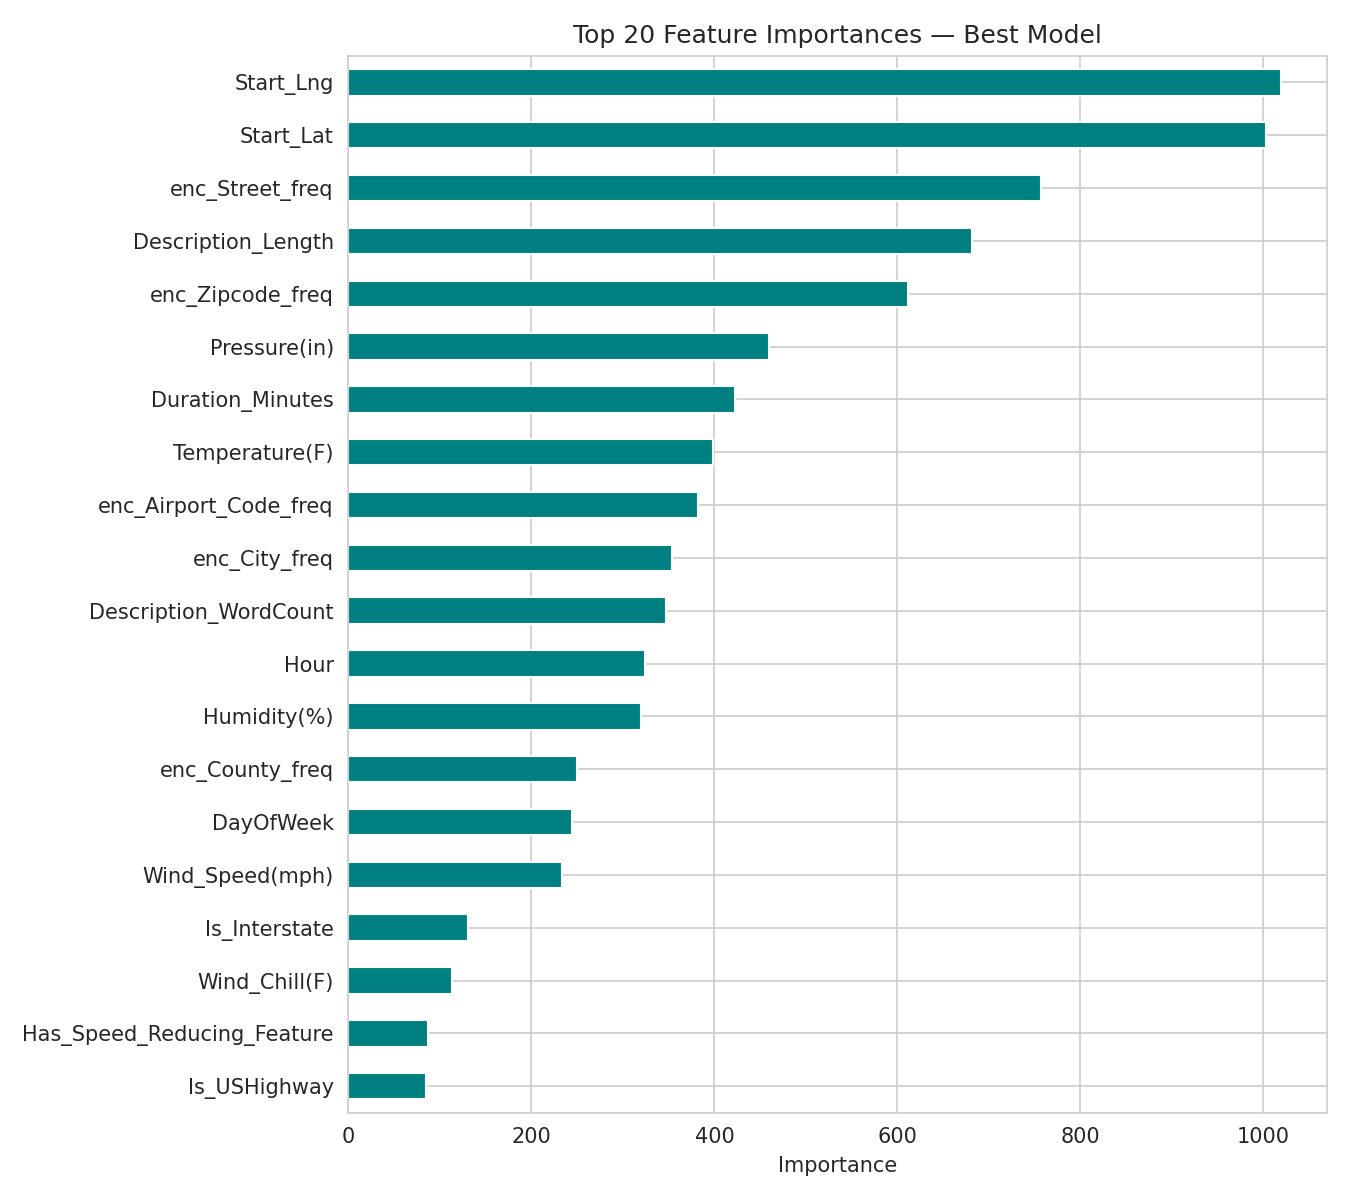 Top 20 Feature Importances — Best Model
Start_Lng
Start_Lat
enc_Street_freq
Description_Length
enc_Zipcode_freq
Pressure(in)
Duration_Minutes
Temperature(F)
enc_Airport_Code_freq
enc_City_freq
Description_WordCount
Hour
Humidity(%)
enc_County_freq
DayOfWeek
Wind_Speed(mph)
Is_Interstate
Wind_Chill(F)
Has_Speed_Reducing_Feature
Is_USHighway
0 200 400 600 800 1000
Importance